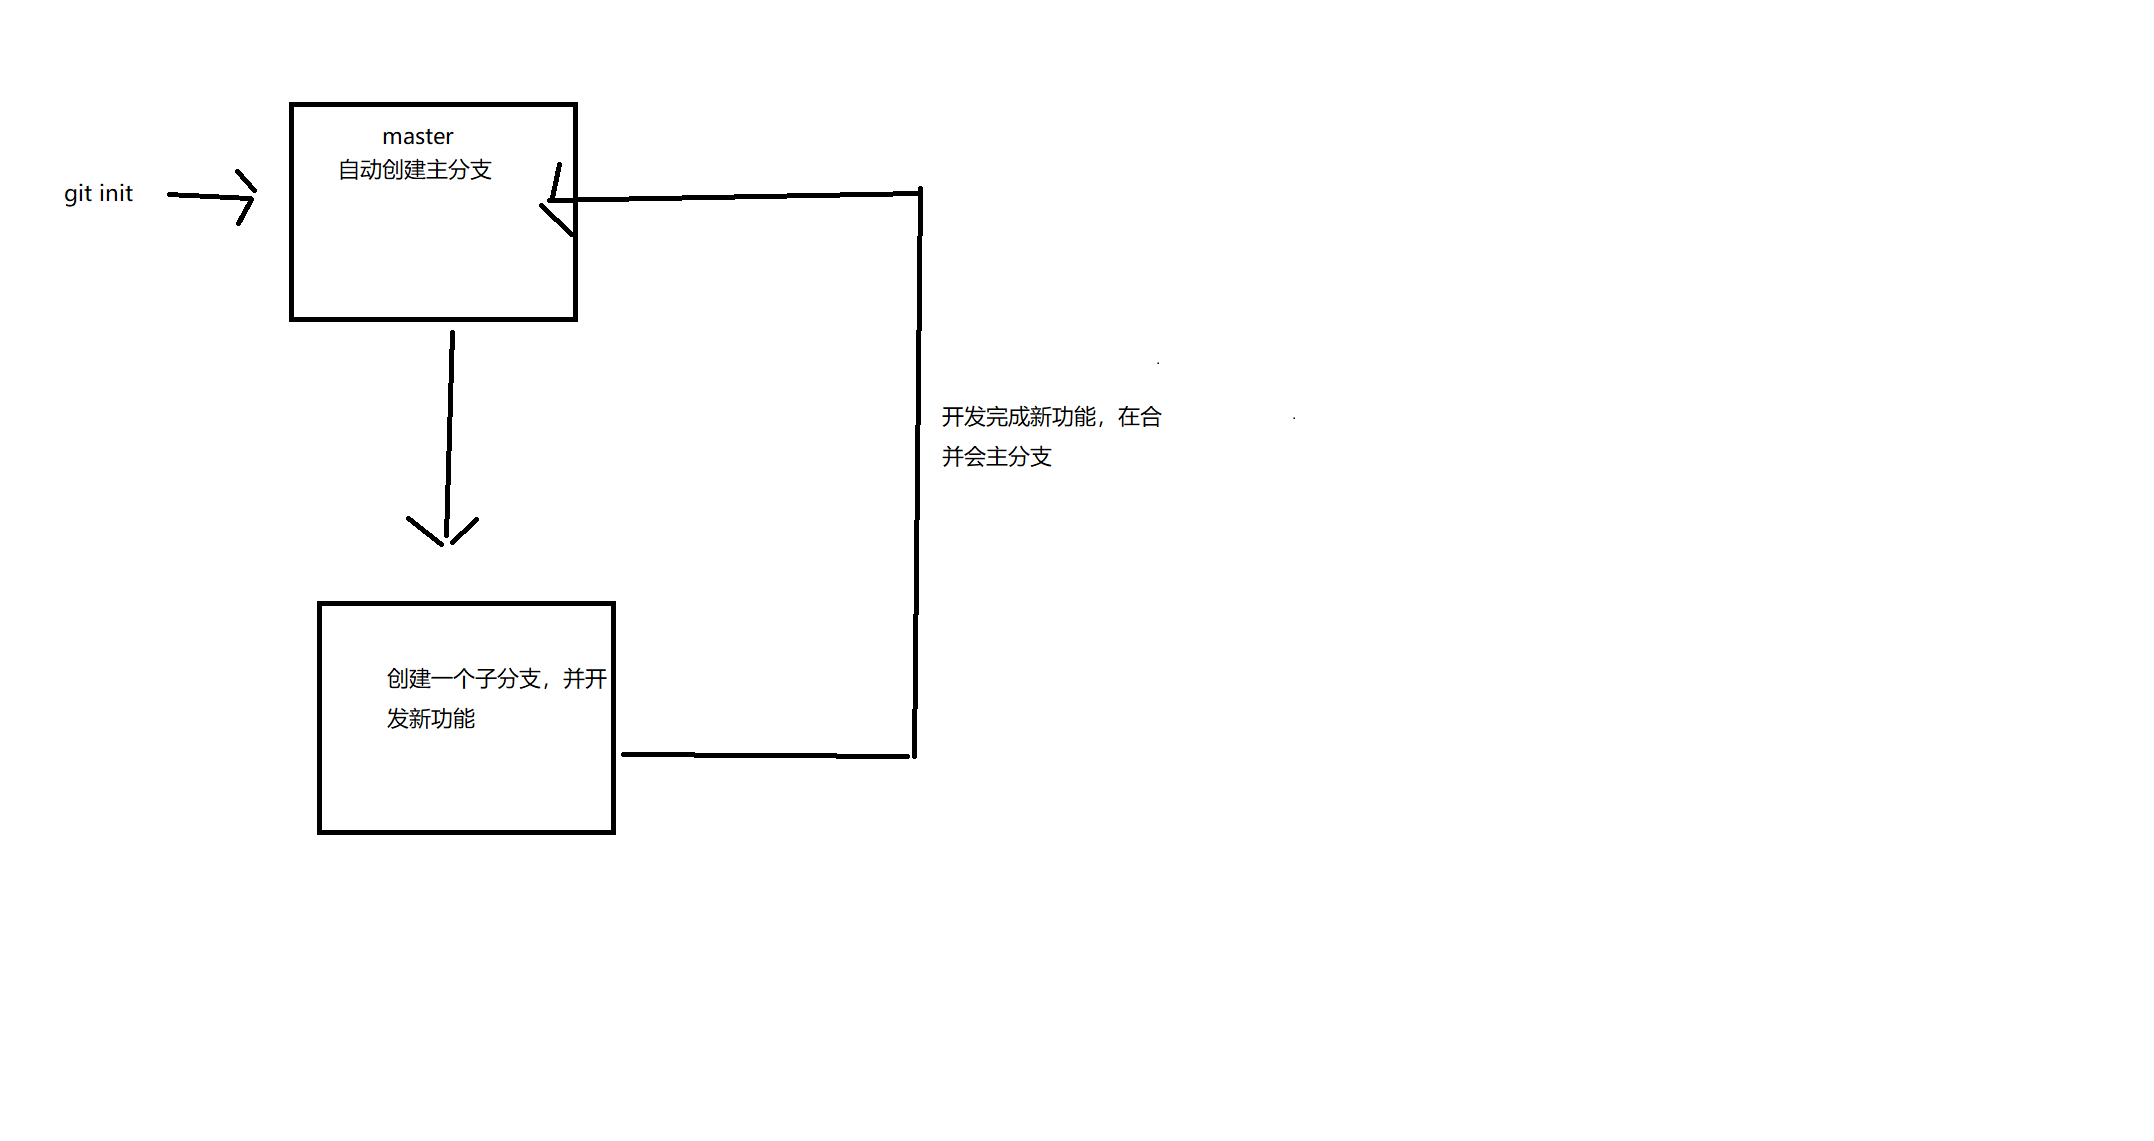 master
自动创建主分支
git init
开发完成新功能，在合
并会主分支
创建一个子分支，并开
发新功能